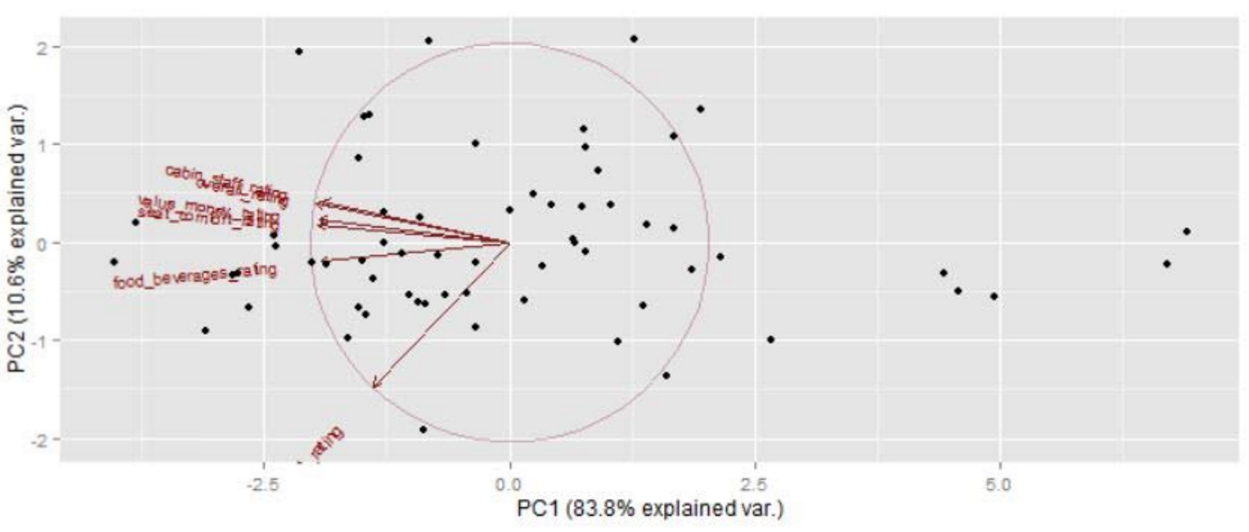 PC2 (10.6% explained var.)
2
1
0
-1
-2
cabin_staff_rating
overall_rating
value_money_rating
seat_comfort_rating
food_beverages_rating
_rating
-2.5
0.0
2.5
5.0
PC1 (83.8% explained var.)